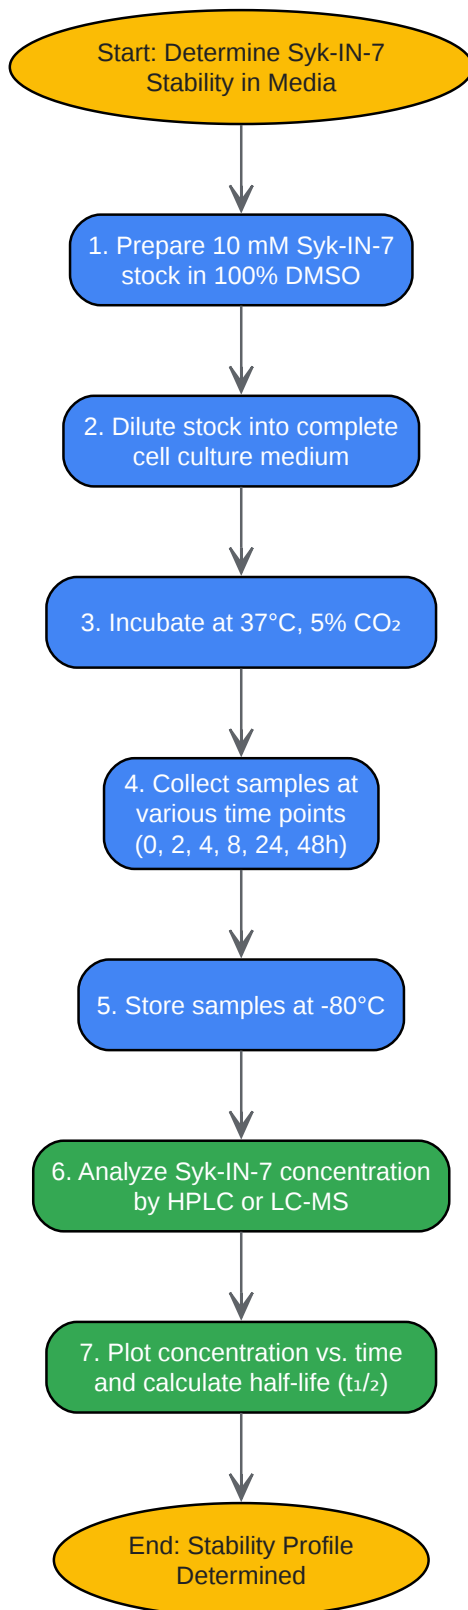 Start: Determine Syk-IN-7
Stability in Media
1. Prepare 10 mM Syk-IN-7
stock in 100% DMSO
2. Dilute stock into complete
cell culture medium
3. Incubate at 37°C, 5% CO₂
4. Collect samples at
various time points
(0, 2, 4, 8, 24, 48h)
5. Store samples at -80°C
6. Analyze Syk-IN-7 concentration
by HPLC or LC-MS
7. Plot concentration vs. time
and calculate half-life (t₁/₂)
End: Stability Profile
Determined